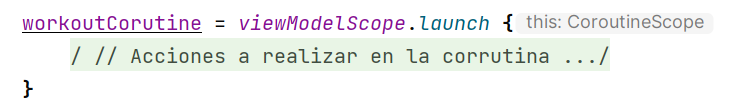 workoutCorutine = viewModelScope.launch { this: CoroutineScope
/ // Acciones a realizar en la corrutina .../
}